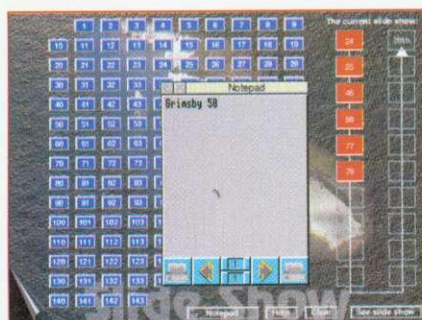 The current slide show:
1 2 3 4 5 6 7 8 9
10 11 12 13 14 15 16 17 18 19
20 21 22 23 24 25 26 27 28 29
30 31 32 33
40 41 42 43
50 51 52 53
60 61 62 63
70 71 72 73
80 81 82 83
90 91 92 93
100 101 102 103
110 111 112 113
120 121 122 123
130 131 132 133
140 141 142 143
Notepad
Grimsby 50
24
25
46
77
Slide Show
Notepad Help Clear See slide show